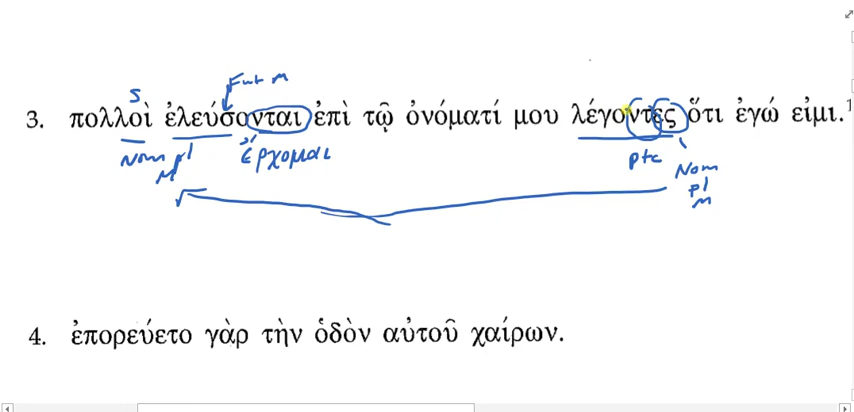 S Fut M
3. πολλοὶ ἐλεύσονται ἐπὶ τῷ ὀνόματί μου λέγοντες ὅτι ἐγώ εἰμι.¹
Nom pl ἔρχομαι ptc Nom
M pl
M
4. ἐπορεύετο γὰρ τὴν ὁδὸν αὐτοῦ χαίρων.